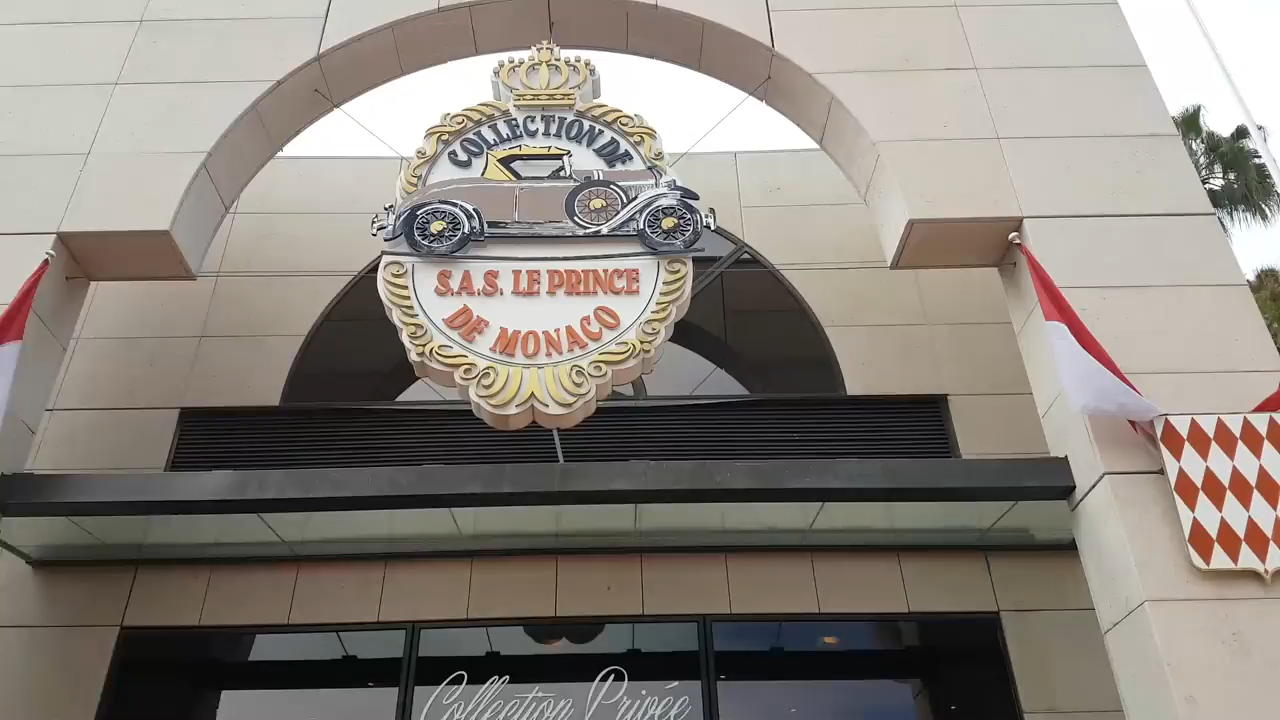 COLLECTION DE
S.A.S. LE PRINCE
DE MONACO
Collection Privée